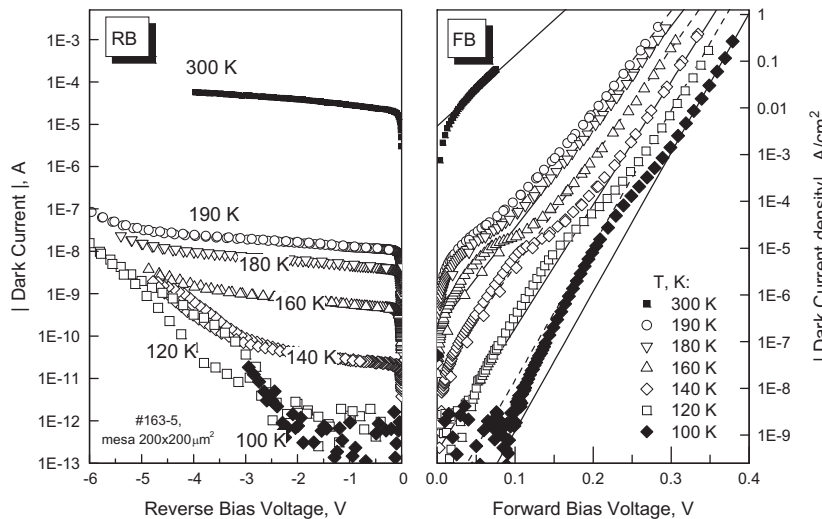 RB
300 K
190 K
180 K
160 K
140 K
120 K
100 K
#163-5,
mesa 200x200µm²
1E-5
1E-4
1E-5
1E-6
1E-7
1E-8
1E-9
1E-10
1E-11
1E-12
1E-13
| Dark Current |, A
-6 -5 -4 -3 -2 -1 0
Reverse Bias Voltage, V
FB
T, K:
300 K
190 K
180 K
160 K
140 K
120 K
100 K
1
0.1
0.01
1E-3
1E-4
1E-5
1E-6
1E-7
1E-8
1E-9
| Dark Current density| , A/cm²
0.0 0.1 0.2 0.3 0.4
Forward Bias Voltage, V